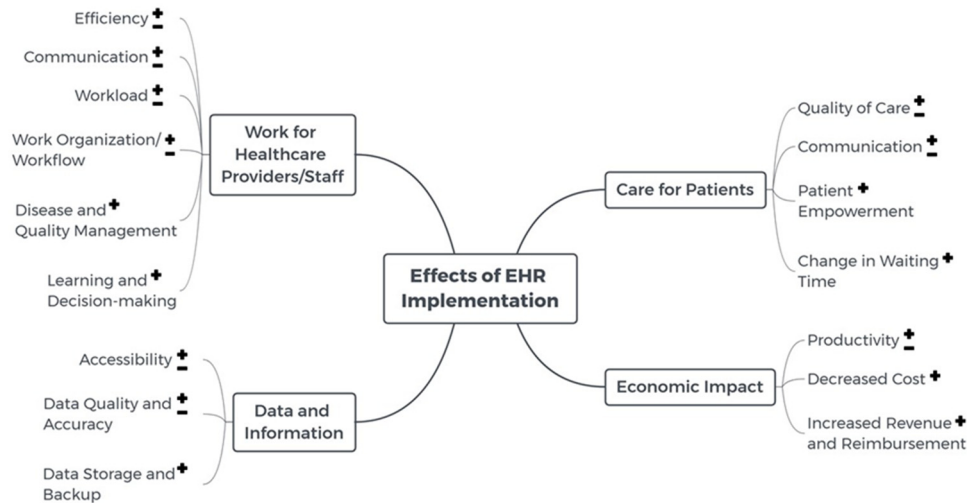 Efficiency ±
Communication ±
Workload ±
Work Organization/ ±
Workflow
Disease and +
Quality Management
Learning and +
Decision-making
Work for
Healthcare
Providers/Staff
Accessibility ±
Data Quality and ±
Accuracy
Data Storage and +
Backup
Data and
Information
Effects of EHR
Implementation
Care for Patients
Quality of Care ±
Communication ±
Patient +
Empowerment
Change in Waiting +
Time
Economic Impact
Productivity ±
Decreased Cost +
Increased Revenue +
and Reimbursement